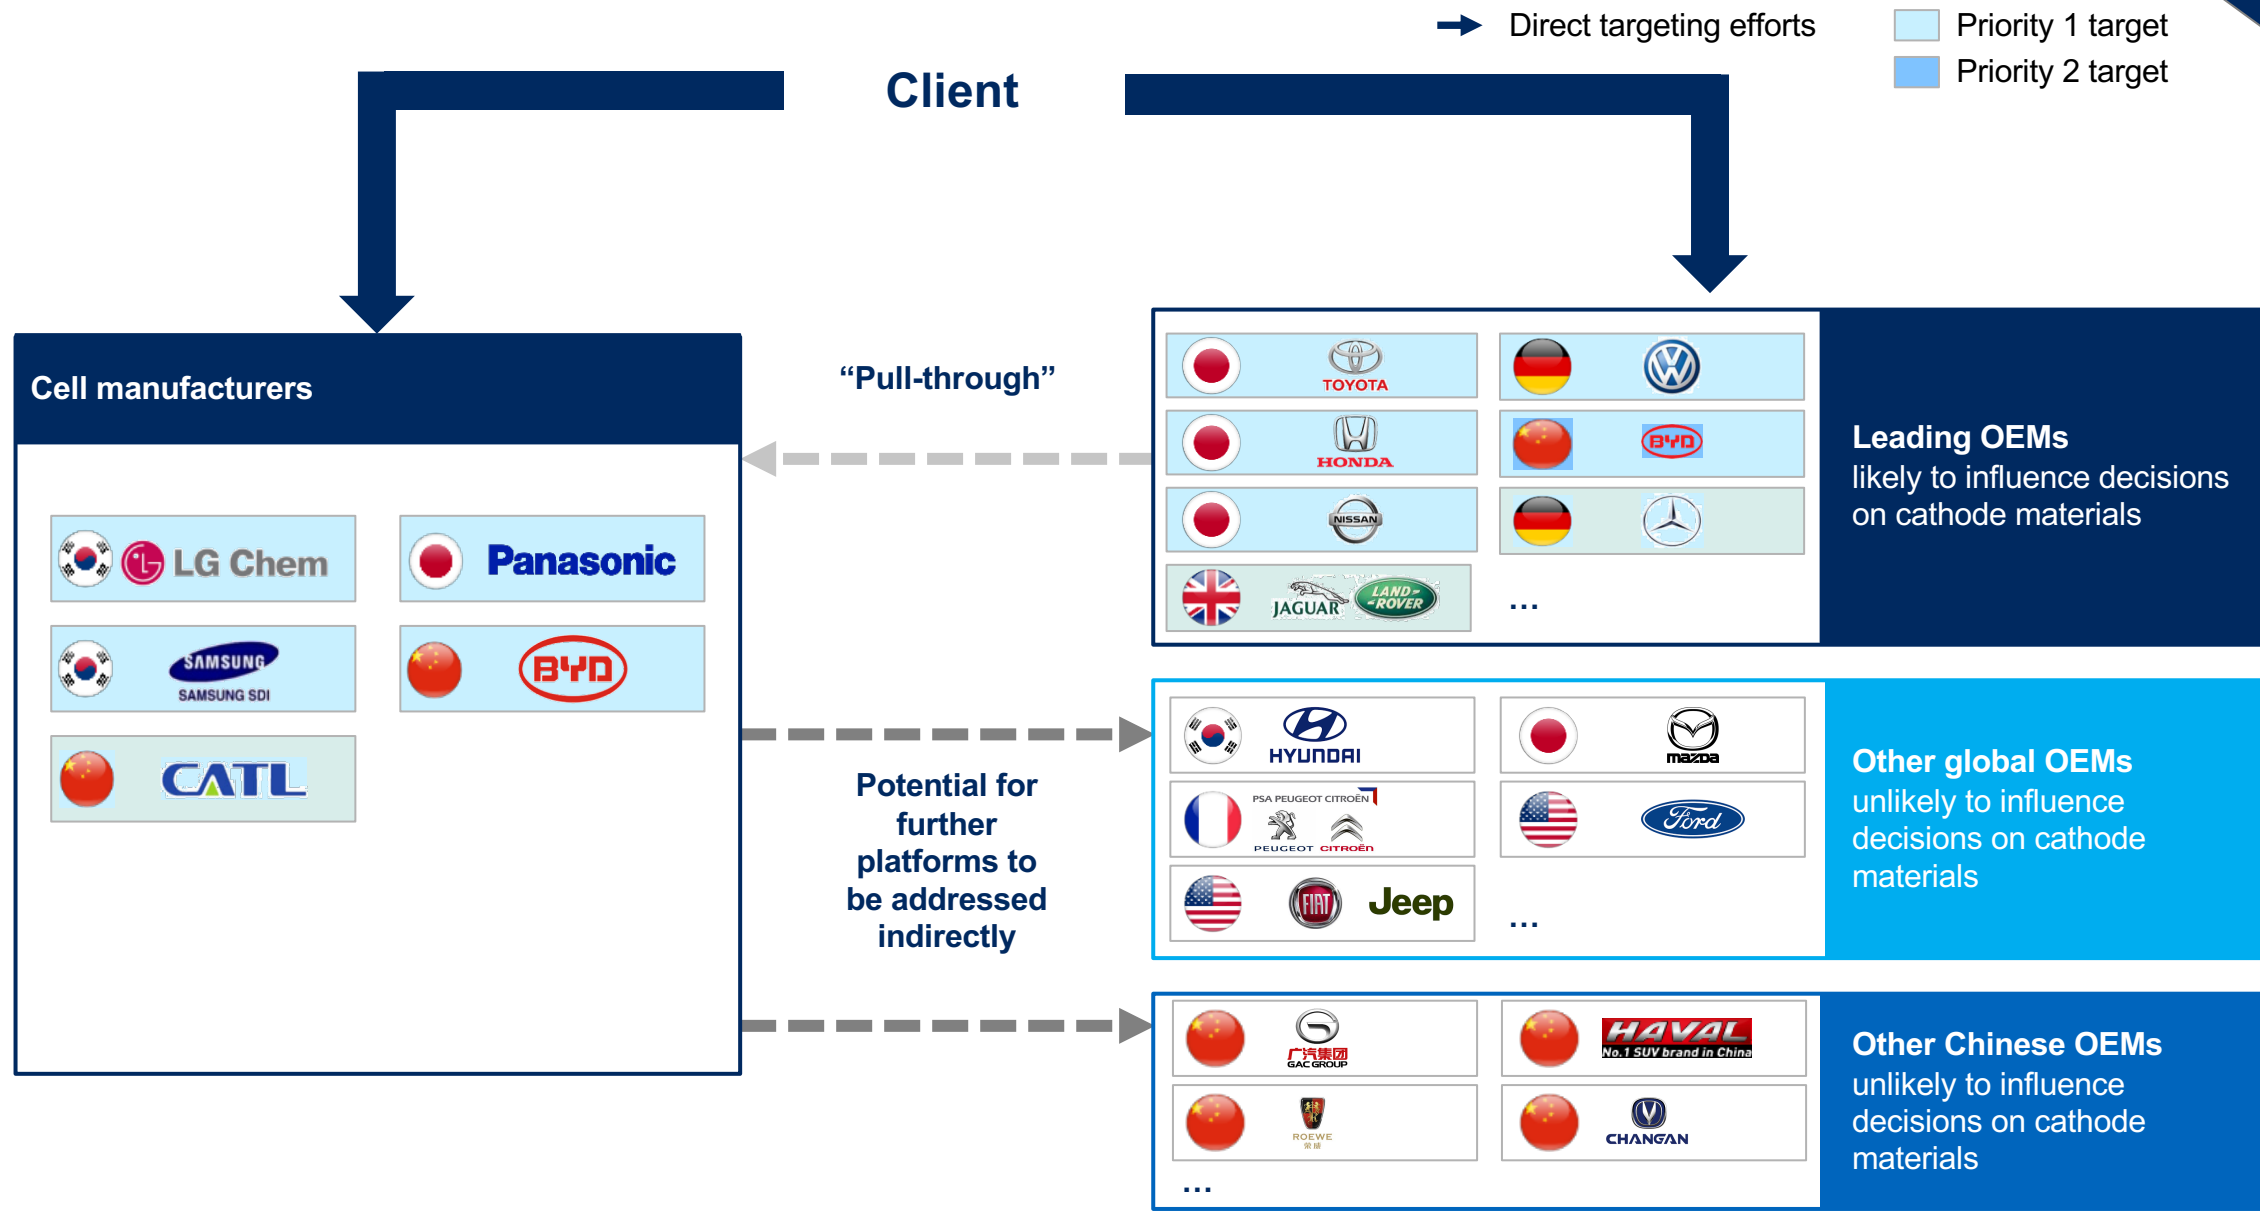 Direct targeting efforts
Priority 1 target
Priority 2 target
Client
Cell manufacturers
LG Chem
Panasonic
SAMSUNG
SAMSUNG SDI
BYD
CATL
“Pull-through”
Potential for
further
platforms to
be addressed
indirectly
TOYOTA
HONDA
BYD
NISSAN
JAGUAR
LAND-
-ROVER
...
Leading OEMs
likely to influence decisions
on cathode materials
HYUNDAI
mazda
PSA PEUGEOT CITROËN
PEUGEOT CITROËN
Ford
FIAT
Jeep
...
Other global OEMs
unlikely to influence
decisions on cathode
materials
广汽集团
GAC GROUP
HAVAL
No.1 SUV brand in China
ROEWE
荣威
CHANGAN
...
Other Chinese OEMs
unlikely to influence
decisions on cathode
materials